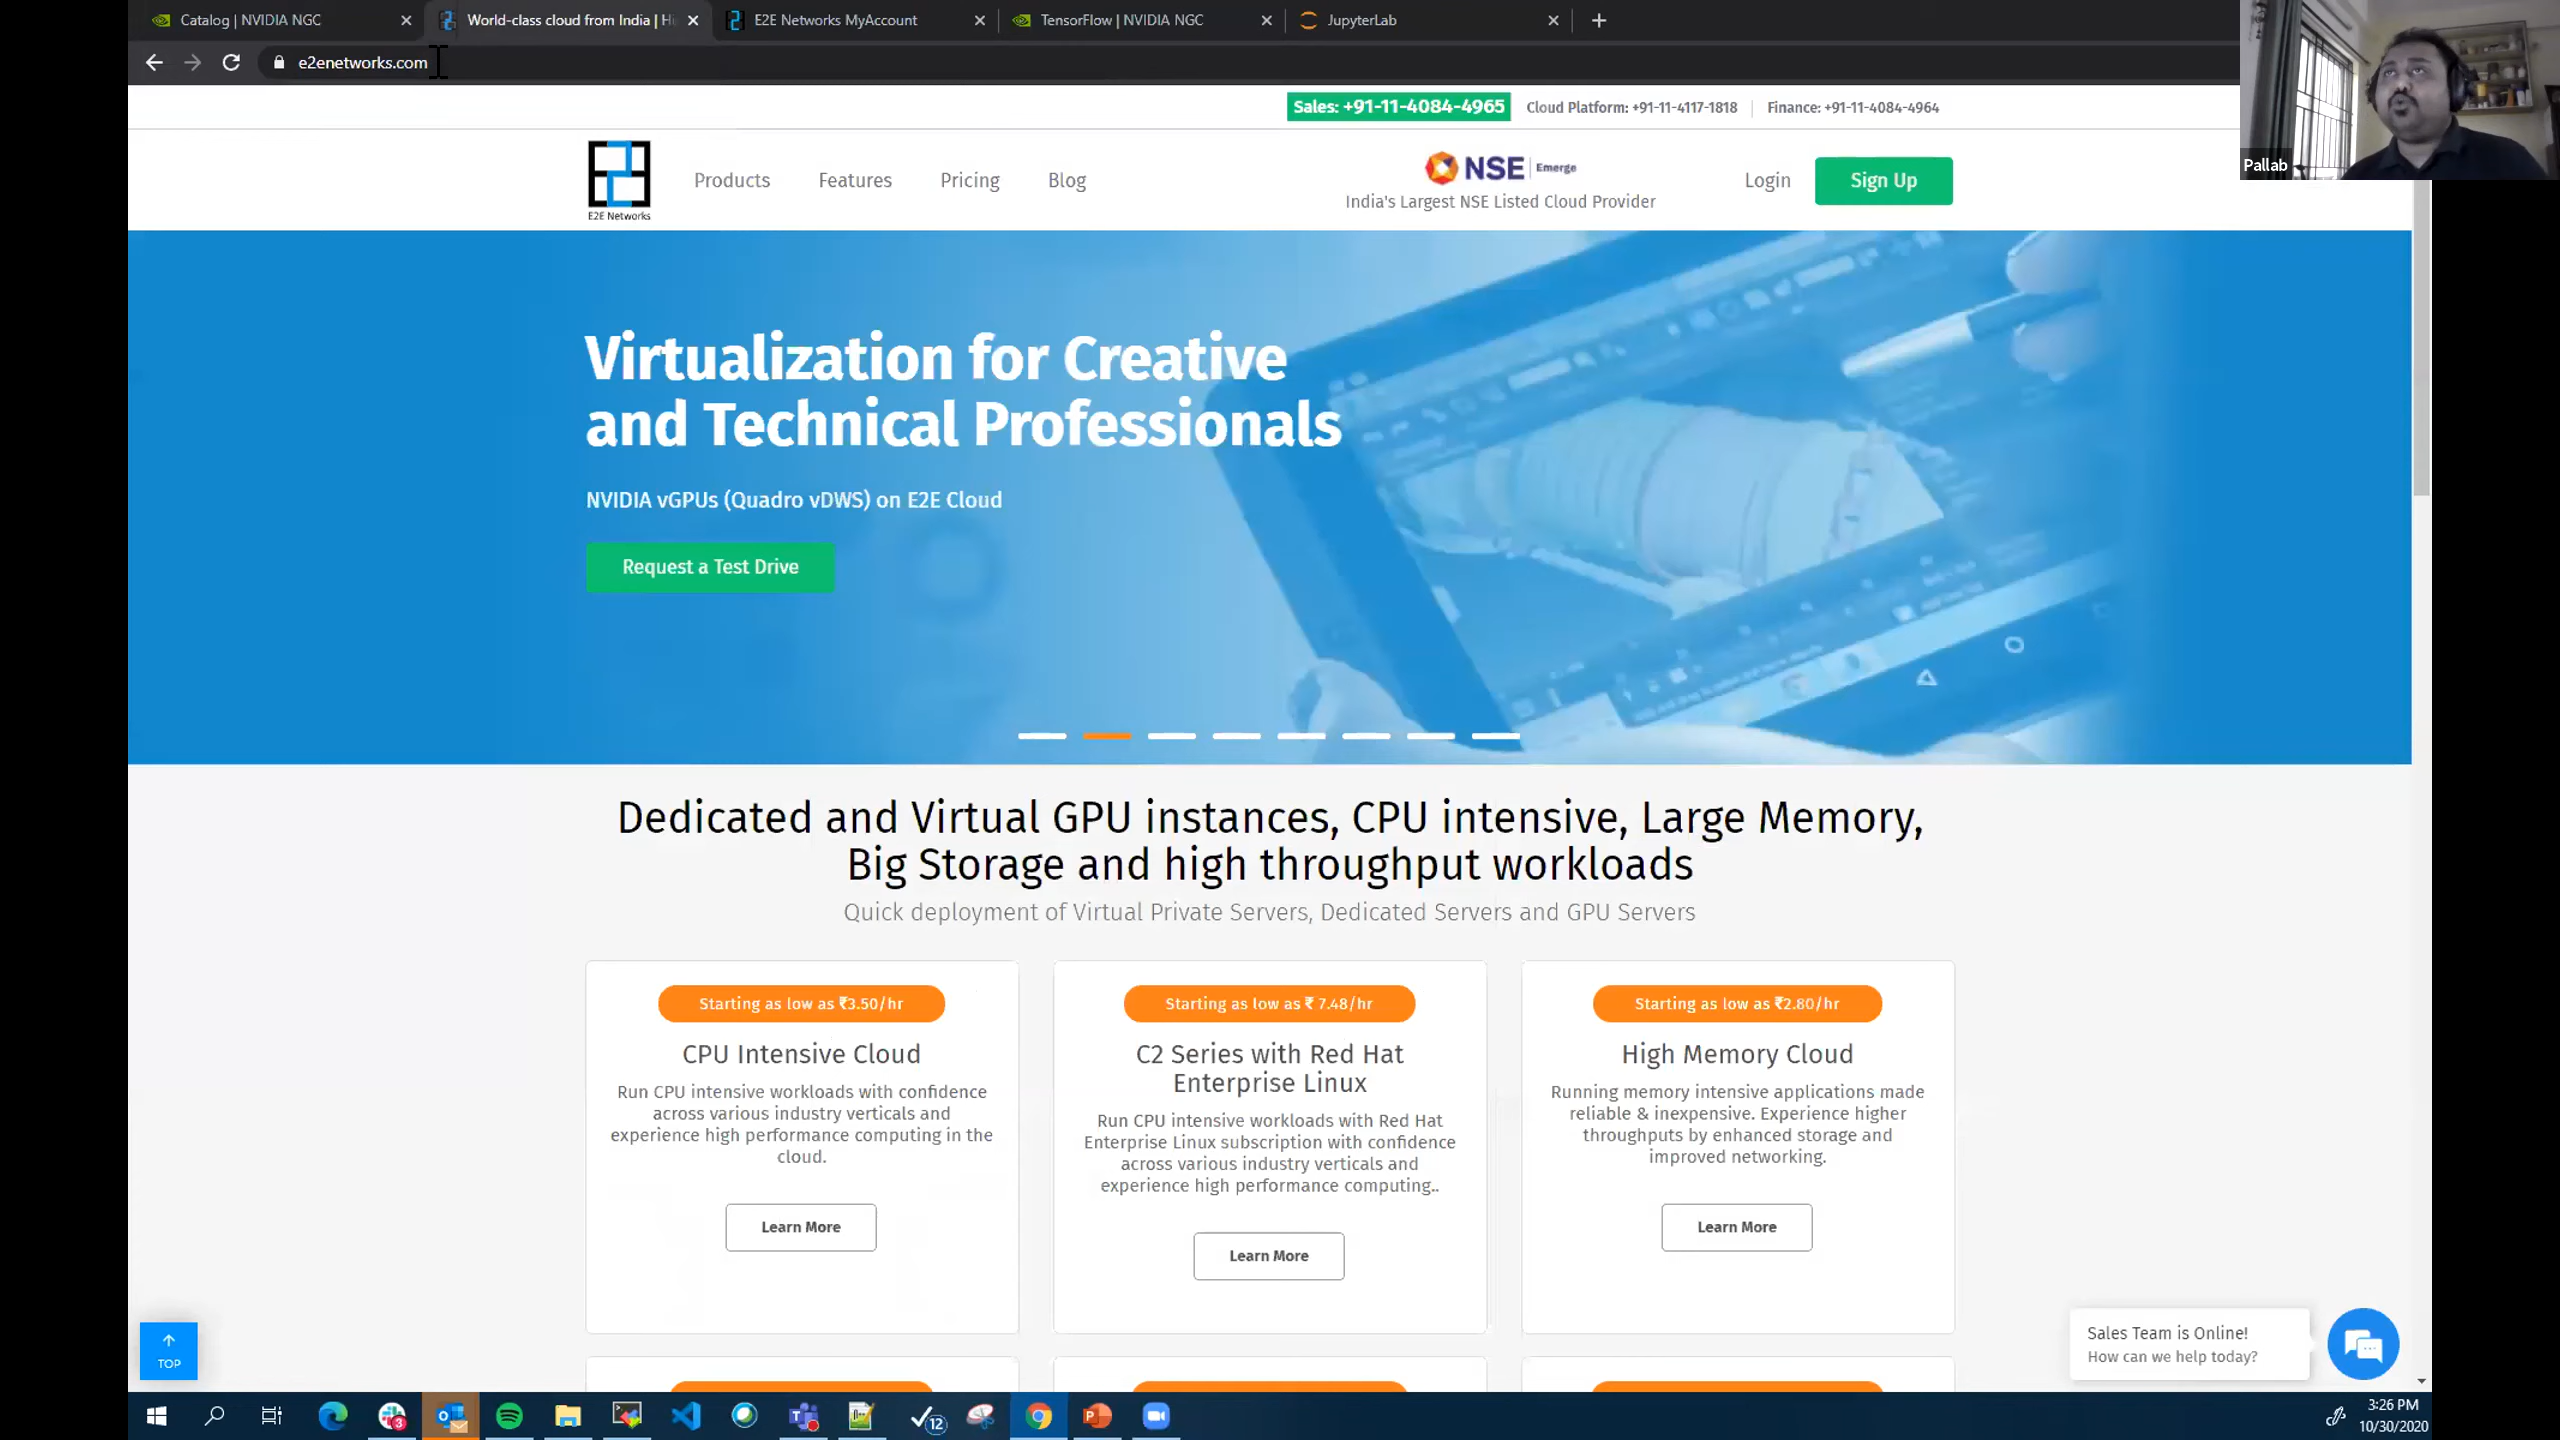 Catalog | NVIDIA NGC
World-class cloud from India | H
E2E Networks MyAccount
TensorFlow | NVIDIA NGC
JupyterLab
e2enetworks.com
Pallab
Sales: +91-11-4084-4965
Cloud Platform: +91-11-4117-1818
Finance: +91-11-4084-4964
E2E Networks
Products
Features
Pricing
Blog
NSE Emerge
India's Largest NSE Listed Cloud Provider
Login
Sign Up
Virtualization for Creative
and Technical Professionals
NVIDIA vGPUs (Quadro vDWS) on E2E Cloud
Request a Test Drive
Dedicated and Virtual GPU instances, CPU intensive, Large Memory,
Big Storage and high throughput workloads
Quick deployment of Virtual Private Servers, Dedicated Servers and GPU Servers
Starting as low as ₹3.50/hr
CPU Intensive Cloud
Run CPU intensive workloads with confidence
across various industry verticals and
experience high performance computing in the
cloud.
Learn More
Starting as low as ₹ 7.48/hr
C2 Series with Red Hat
Enterprise Linux
Run CPU intensive workloads with Red Hat
Enterprise Linux subscription with confidence
across various industry verticals and
experience high performance computing..
Learn More
Starting as low as ₹2.80/hr
High Memory Cloud
Running memory intensive applications made
reliable & inexpensive. Experience higher
throughputs by enhanced storage and
improved networking.
Learn More
TOP
Sales Team is Online!
How can we help today?
3
12
3:26 PM
10/30/2020